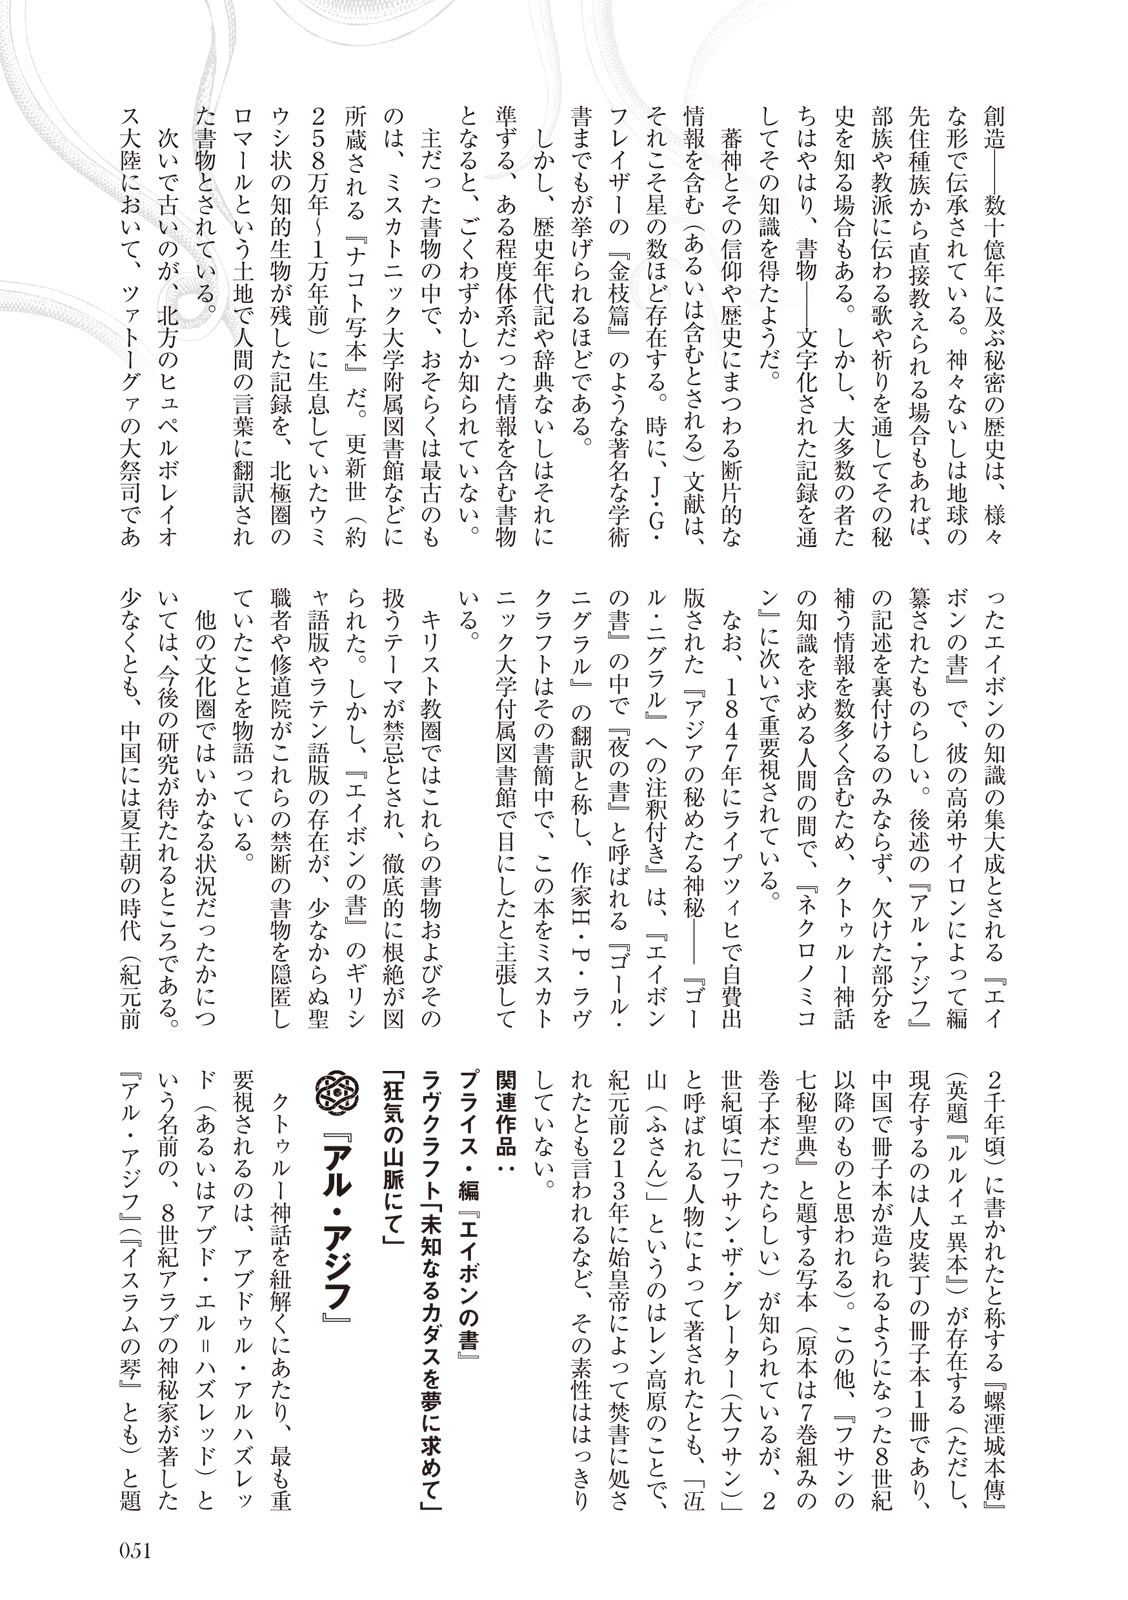 創造――数十億年に及ぶ秘密の歴史は、様々
な形で伝承されている。神々ないしは地球の
先住種族から直接教えられる場合もあれば、
部族や教派に伝わる歌や祈りを通してその秘
史を知る場合もある。しかし、大多数の者た
ちはやはり、書物――文字化された記録を通
してその知識を得たようだ。
　蕃神とその信仰や歴史にまつわる断片的な
情報を含む（あるいは含むとされる）文献は、
それこそ星の数ほど存在する。時に、J・G・
フレイザーの『金枝篇』のような著名な学術
書までもが挙げられるほどである。
　しかし、歴史年代記や辞典ないしはそれに
準ずる、ある程度体系だった情報を含む書物
となると、ごくわずかしか知られていない。
　主だった書物の中で、おそらくは最古のも
のは、ミスカトニック大学附属図書館などに
所蔵される『ナコト写本』だ。更新世（約
258万年～1万年前）に生息していたウミ
ウシ状の知的生物が残した記録を、北極圏の
ロマールという土地で人間の言葉に翻訳され
た書物とされている。
　次いで古いのが、北方のヒュペルボレイオ
ス大陸において、ツァトーグァの大祭司であ
ったエイボンの知識の集大成とされる『エイ
ボンの書』で、彼の高弟サイロンによって編
纂されたものらしい。後述の『アル・アジフ』
の記述を裏付けるのみならず、欠けた部分を
補う情報を数多く含むため、クトゥルー神話
の知識を求める人間の間で、『ネクロノミコ
ン』に次いで重要視されている。
　なお、1847年にライプツィヒで自費出
版された『アジアの秘めたる神秘――『ゴー
ル・ニグラル』への注釈付き』は、『エイボン
の書』の中で『夜の書』と呼ばれる『ゴール・
ニグラル』の翻訳と称し、作家H・P・ラヴ
クラフトはその書簡中で、この本をミスカト
ニック大学付属図書館で目にしたと主張して
いる。
　キリスト教圏ではこれらの書物およびその
扱うテーマが禁忌とされ、徹底的に根絶が図
られた。しかし、『エイボンの書』のギリシ
ャ語版やラテン語版の存在が、少なからぬ聖
職者や修道院がこれらの禁断の書物を隠匿し
ていたことを物語っている。
　他の文化圏ではいかなる状況だったかにつ
いては、今後の研究が待たれるところである。
少なくとも、中国には夏王朝の時代（紀元前
2千年頃）に書かれたと称する『螺湮城本傳』
（英題『ルルイェ異本』）が存在する（ただし、
現存するのは人皮装丁の冊子本1冊であり、
中国で冊子本が造られるようになった8世紀
以降のものと思われる）。この他、『フサンの
七秘聖典』と題する写本（原本は7巻組みの
巻子本だったらしい）が知られているが、2
世紀頃に「フサン・ザ・グレーター（大フサン）」
と呼ばれる人物によって著されたとも、「冱
山（ふさん）」というのはレン高原のことで、
紀元前213年に始皇帝によって焚書に処さ
れたとも言われるなど、その素性ははっきり
していない。
関連作品：
プライス・編『エイボンの書』
ラヴクラフト「未知なるカダスを夢に求めて」
「狂気の山脈にて」
『アル・アジフ』
　クトゥルー神話を紐解くにあたり、最も重
要視されるのは、アブドゥル・アルハズレッ
ド（あるいはアブド・エル＝ハズレッド）と
いう名前の、8世紀アラブの神秘家が著した
『アル・アジフ』（『イスラムの琴』とも）と題
051